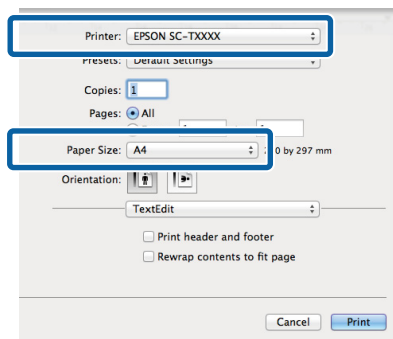 Printer: EPSON SC-TXXXX
Presets: Default Settings
Copies: 1
Pages: All
Paper Size: A4 0 by 297 mm
Orientation:
TextEdit
Print header and footer
Rewrap contents to fit page
Cancel Print